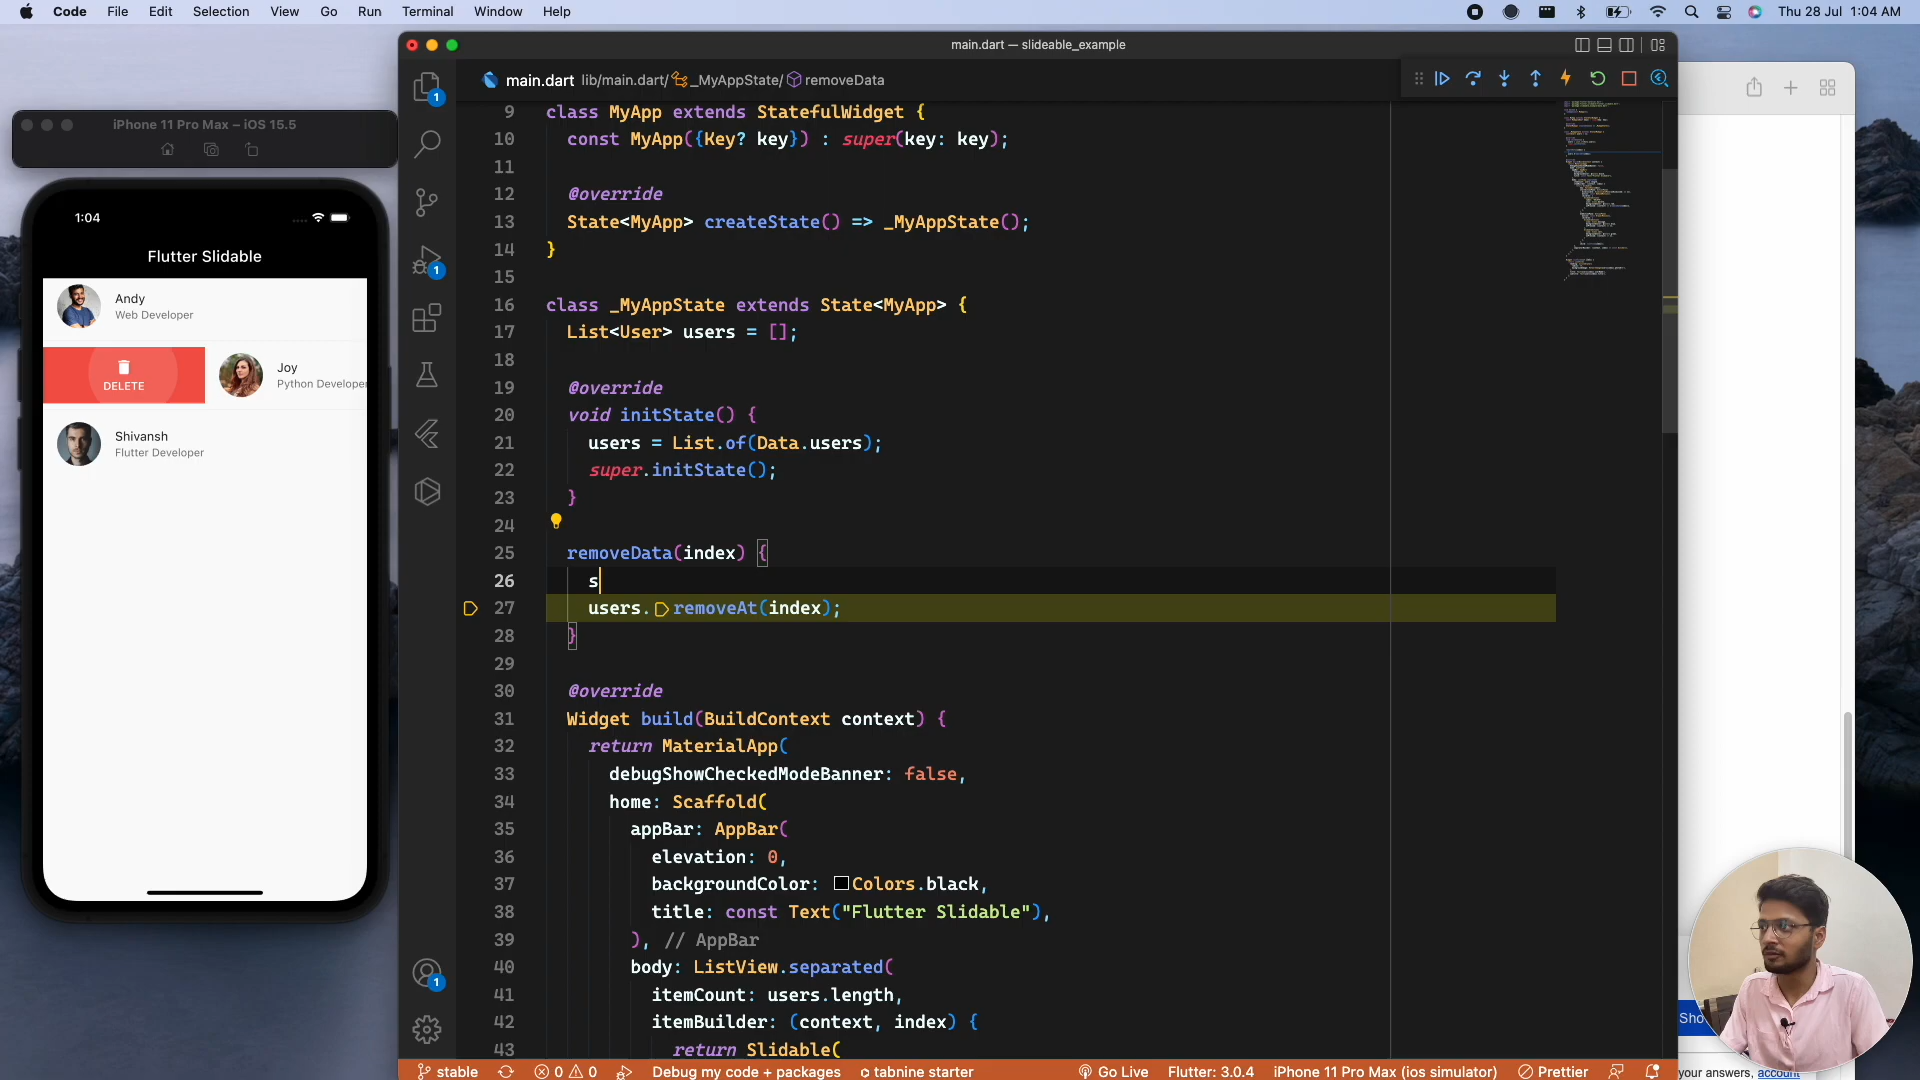 Code File Edit Selection View Go Run Terminal Window Help
Thu 28 Jul 1:04 AM
main.dart — slideable_example
iPhone 11 Pro Max – iOS 15.5
1:04
Flutter Slidable
Andy
Web Developer
DELETE
Joy
Python Developer
Shivansh
Flutter Developer
1
1
1
main.dart lib/main.dart/ _MyAppState/ removeData
9 class MyApp extends StatefulWidget {
10 const MyApp({Key? key}) : super(key: key);
11
12 @override
13 State<MyApp> createState() => _MyAppState();
14 }
15
16 class _MyAppState extends State<MyApp> {
17 List<User> users = [];
18
19 @override
20 void initState() {
21 users = List.of(Data.users);
22 super.initState();
23 }
24
25 removeData(index) {
26 s
27 users. removeAt(index);
28 }
29
30 @override
31 Widget build(BuildContext context) {
32 return MaterialApp(
33 debugShowCheckedModeBanner: false,
34 home: Scaffold(
35 appBar: AppBar(
36 elevation: 0,
37 backgroundColor: Colors.black,
38 title: const Text("Flutter Slidable"),
39 ), // AppBar
40 body: ListView.separated(
41 itemCount: users.length,
42 itemBuilder: (context, index) {
43 return Slidable(
stable 0 0 Debug my code + packages tabnine starter Go Live Flutter: 3.0.4 iPhone 11 Pro Max (ios simulator) Prettier
Sho
your answers, account